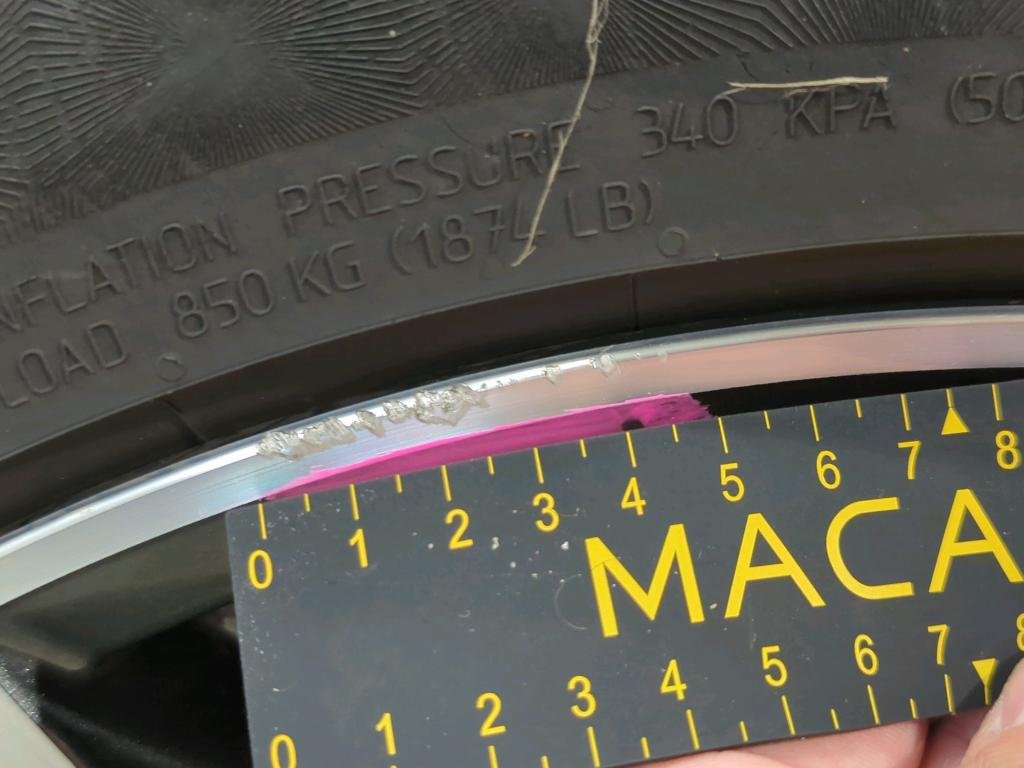 INFLATION PRESSURE 340 KPA (50
LOAD 850 KG (1874 LB)
0 1 2 3 4 5 6 7 8
MACA
0 1 2 3 4 5 6 7 8